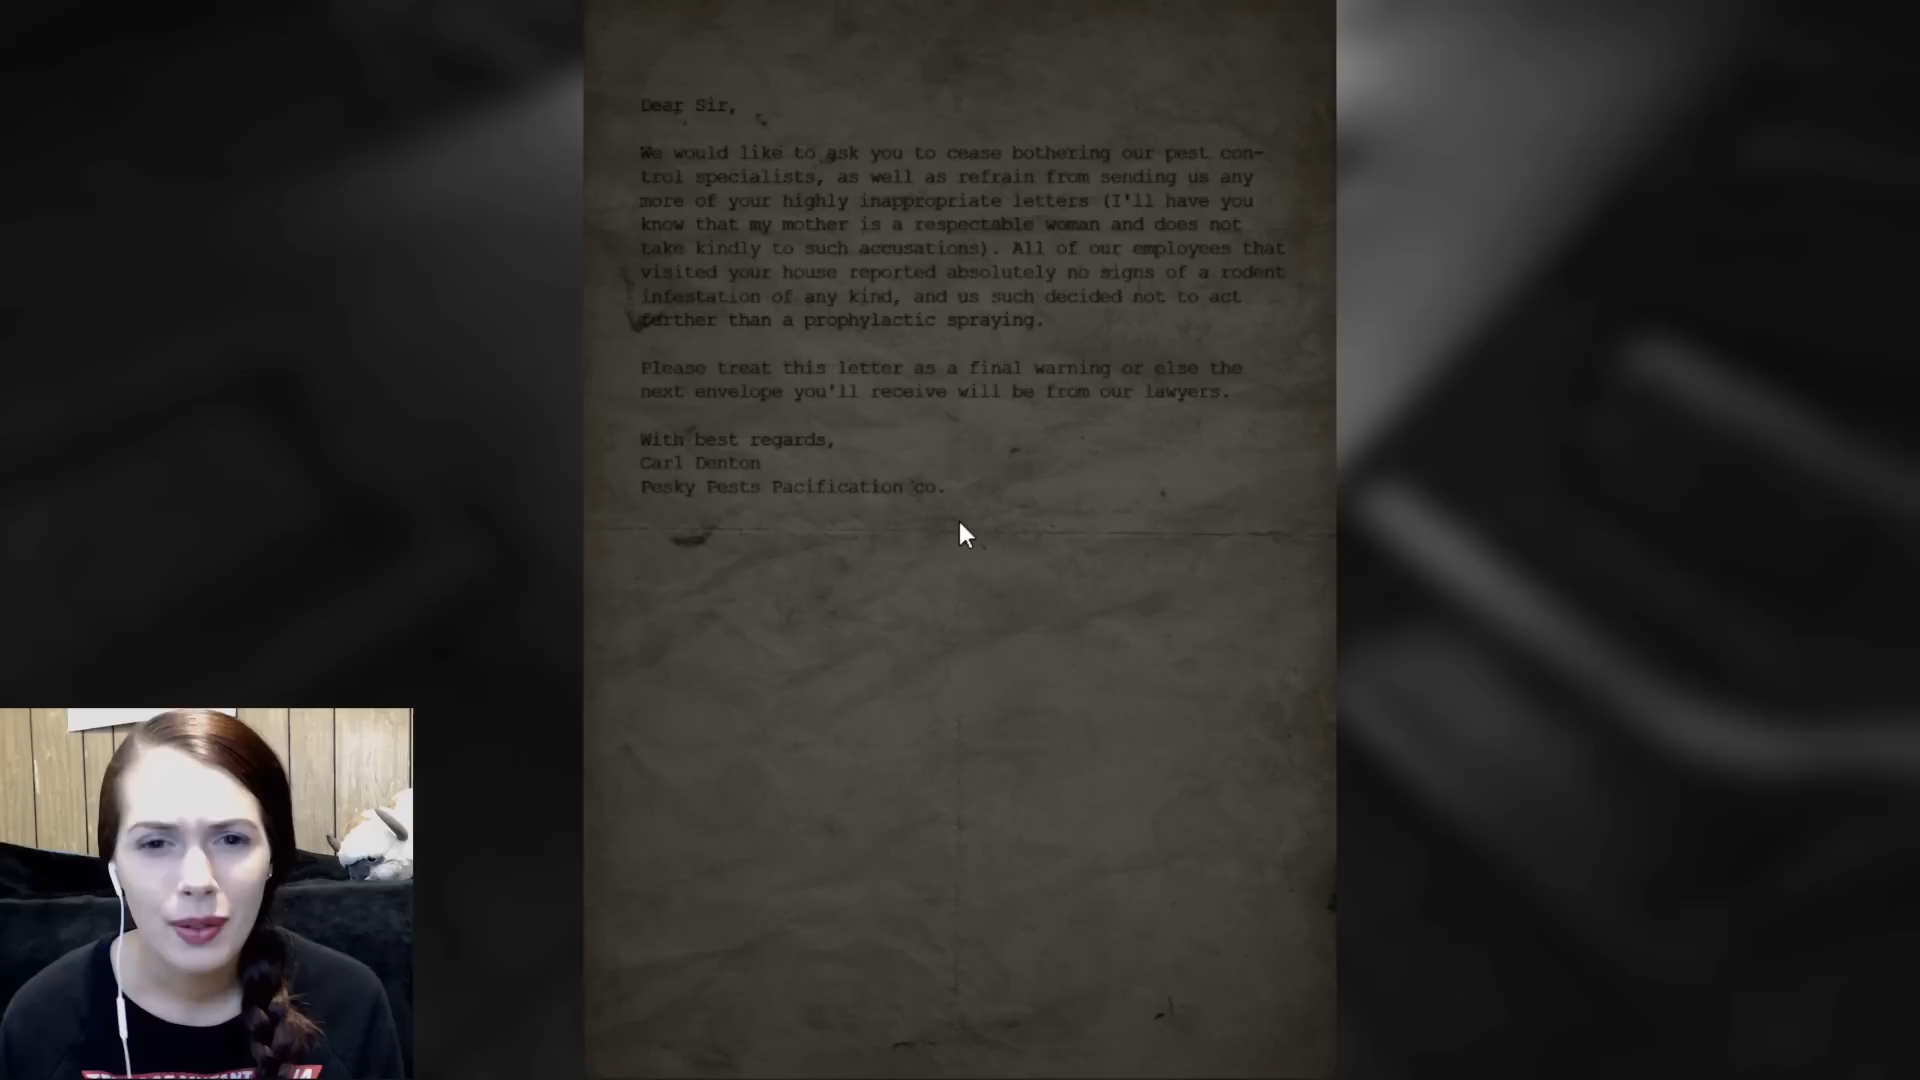 Dear Sir,
We would like to ask you to cease bothering our pest con-
trol specialists, as well as refrain from sending us any
more of your highly inappropriate letters (I'll have you
know that my mother is a respectable woman and does not
take kindly to such accusations). All of our employees that
visited your house reported absolutely no signs of a rodent
infestation of any kind, and us such decided not to act
further than a prophylactic spraying.
Please treat this letter as a final warning or else the
next envelope you'll receive will be from our lawyers.
With best regards,
Carl Denton
Pesky Pests Pacification co.